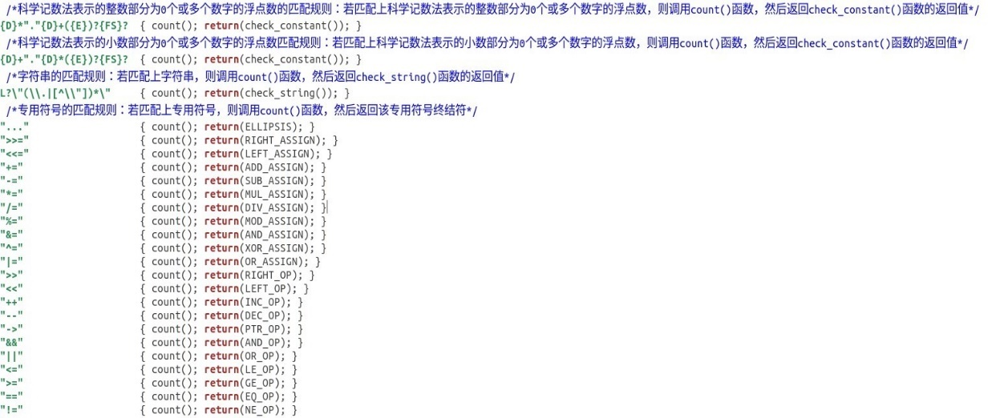 /*科学记数法表示的整数部分为0个或多个数字的浮点数的匹配规则：若匹配上科学记数法表示的整数部分为0个或多个数字的浮点数，则调用count()函数，然后返回check_constant()函数的返回值*/
{D}*"."{D}+({E})?{FS}? { count(); return(check_constant()); }
/*科学记数法表示的小数部分为0个或多个数字的浮点数匹配规则：若匹配上科学记数法表示的小数部分为0个或多个数字的浮点数，则调用count()函数，然后返回check_constant()函数的返回值*/
{D}+"."{D}*({E})?{FS}? { count(); return(check_constant()); }
/*字符串的匹配规则：若匹配上字符串，则调用count()函数，然后返回check_string()函数的返回值*/
L?\"(\\.|[^\\"])*\" { count(); return(check_string()); }
/*专用符号的匹配规则：若匹配上专用符号，则调用count()函数，然后返回该专用符号终结符*/
"..." { count(); return(ELLIPSIS); }
">>=" { count(); return(RIGHT_ASSIGN); }
"<<=" { count(); return(LEFT_ASSIGN); }
"+=" { count(); return(ADD_ASSIGN); }
"-=" { count(); return(SUB_ASSIGN); }
"*=" { count(); return(MUL_ASSIGN); }
"/=" { count(); return(DIV_ASSIGN); }
"%=" { count(); return(MOD_ASSIGN); }
"&=" { count(); return(AND_ASSIGN); }
"^=" { count(); return(XOR_ASSIGN); }
"|=" { count(); return(OR_ASSIGN); }
">>" { count(); return(RIGHT_OP); }
"<<" { count(); return(LEFT_OP); }
"++" { count(); return(INC_OP); }
"--" { count(); return(DEC_OP); }
"->" { count(); return(PTR_OP); }
"&&" { count(); return(AND_OP); }
"||" { count(); return(OR_OP); }
"<=" { count(); return(LE_OP); }
">=" { count(); return(GE_OP); }
"==" { count(); return(EQ_OP); }
"!=" { count(); return(NE_OP); }